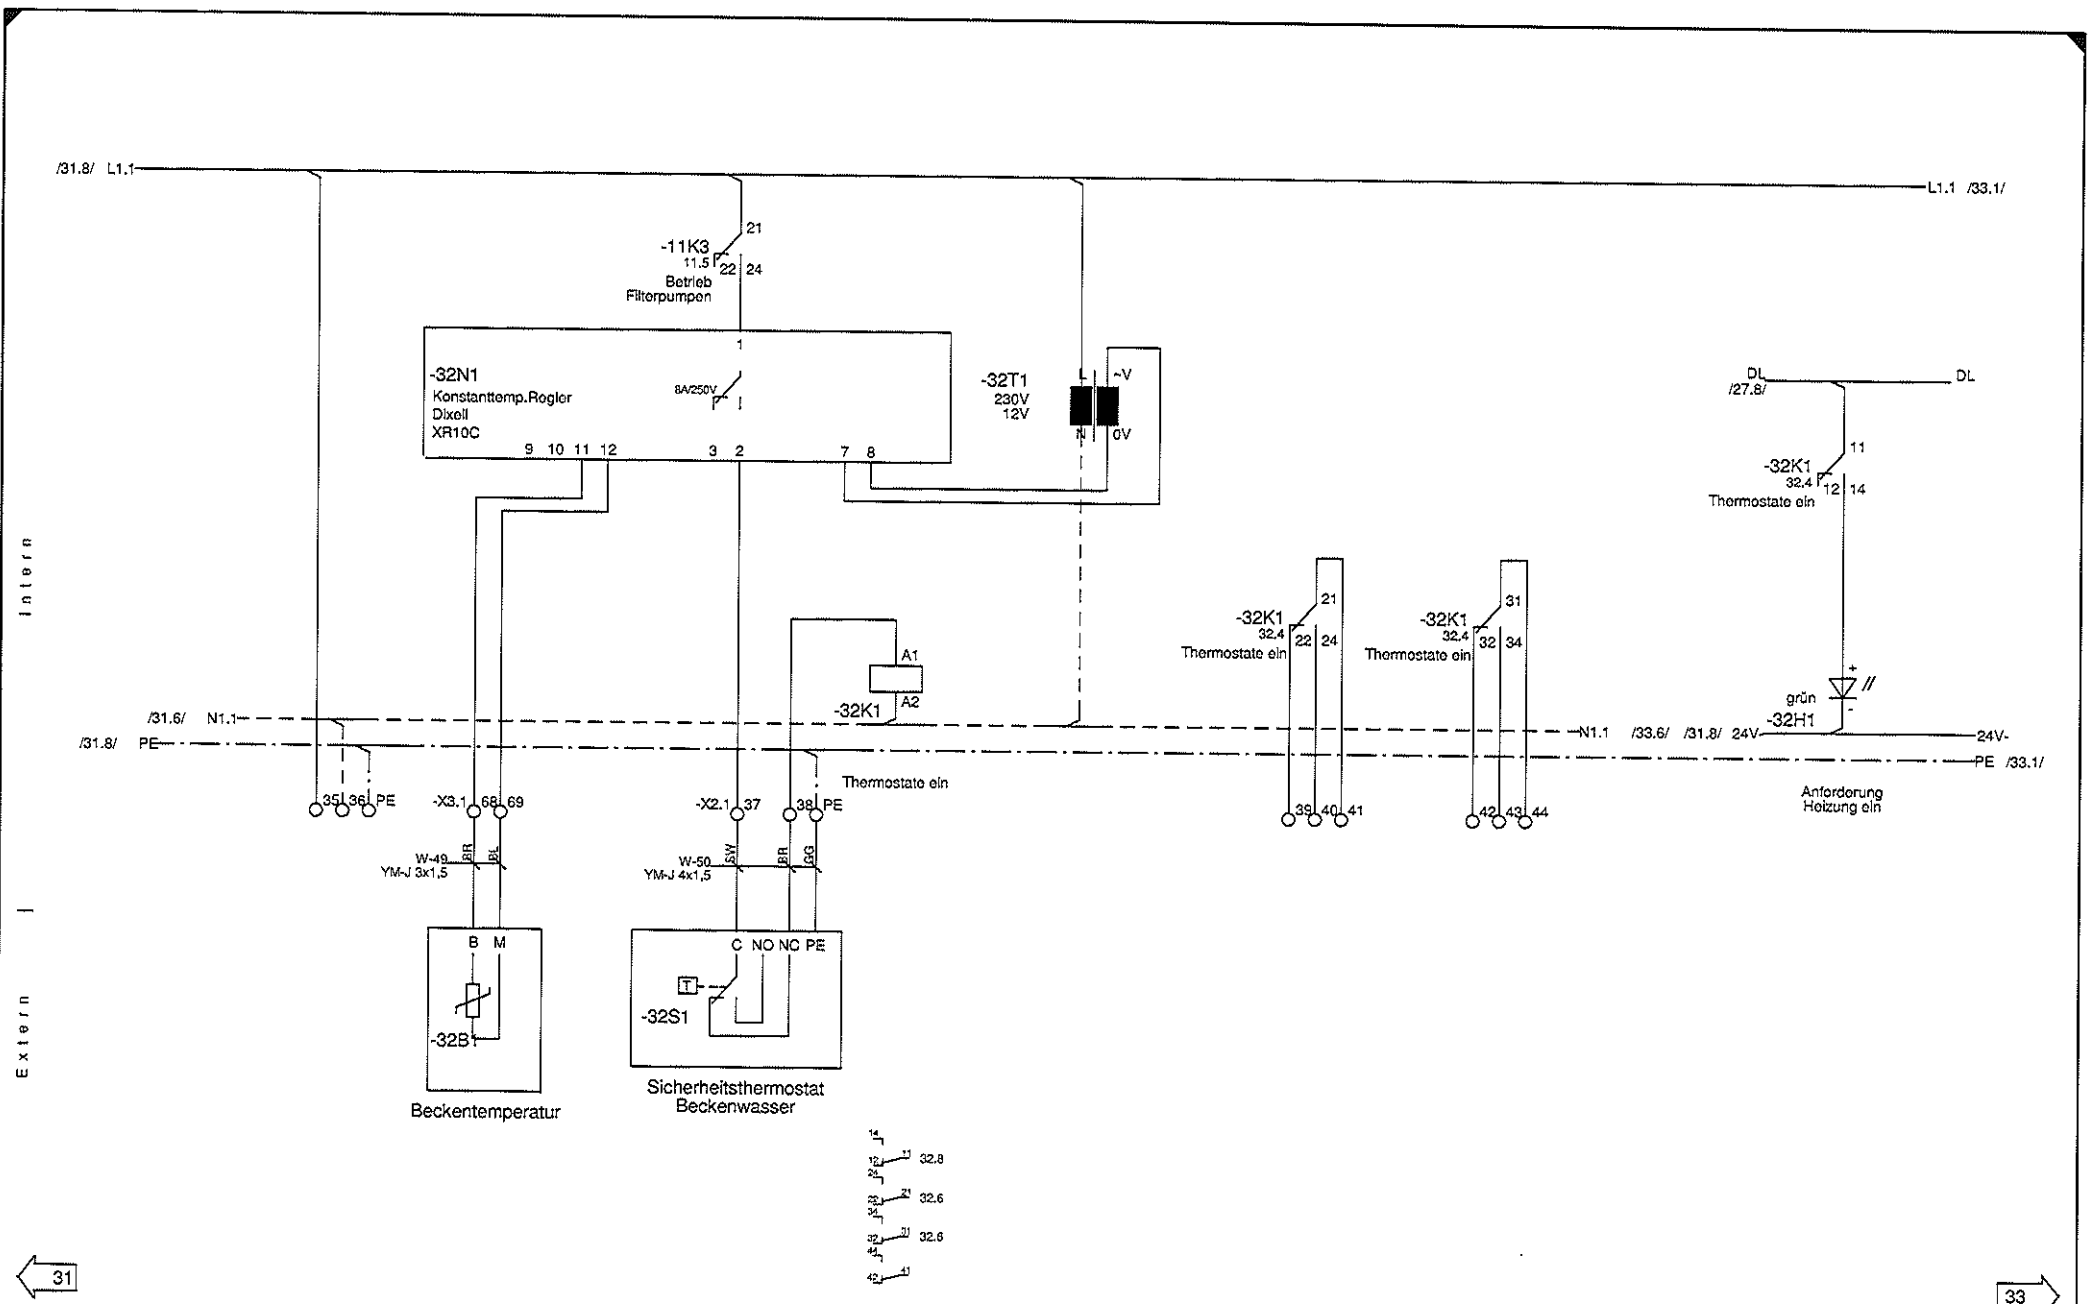 /31.8/ L1.1
L1.1 /33.1/
21
-11K3
11.5
22 24
Betrieb
Filterpumpen
1
-32N1
Konstanttemp.Regler
Dixell
XR10C
8A/250V
9 10 11 12 3 2 7 8
-32T1
230V
12V
L ~V
N 0V
DL
/27.8/
DL
11
-32K1
32.4
12 14
Thermostate ein
Intern
21
-32K1
32.4
22 24
Thermostate ein
31
-32K1
32.4
32 34
Thermostate ein
A1
A2
-32K1
+
grün
-
-32H1
/31.6/ N1.1
N1.1 /33.6/ /31.8/ 24V-
24V-
/31.8/ PE
PE /33.1/
Thermostate ein
Anforderung
Heizung ein
35 36 PE
-X3.1 68 69
-X2.1 37 38 PE
39 40 41
42 43 44
W-49
YM-J 3x1,5
BR BL
W-50
YM-J 4x1,5
SW BR GG
Extern
B M
-32B1
Beckentemperatur
C NO NC PE
T
-32S1
Sicherheitsthermostat
Beckenwasser
14
12 11 32.8
24
22 21 32.6
34
32 31 32.6
44
42 41
31
33